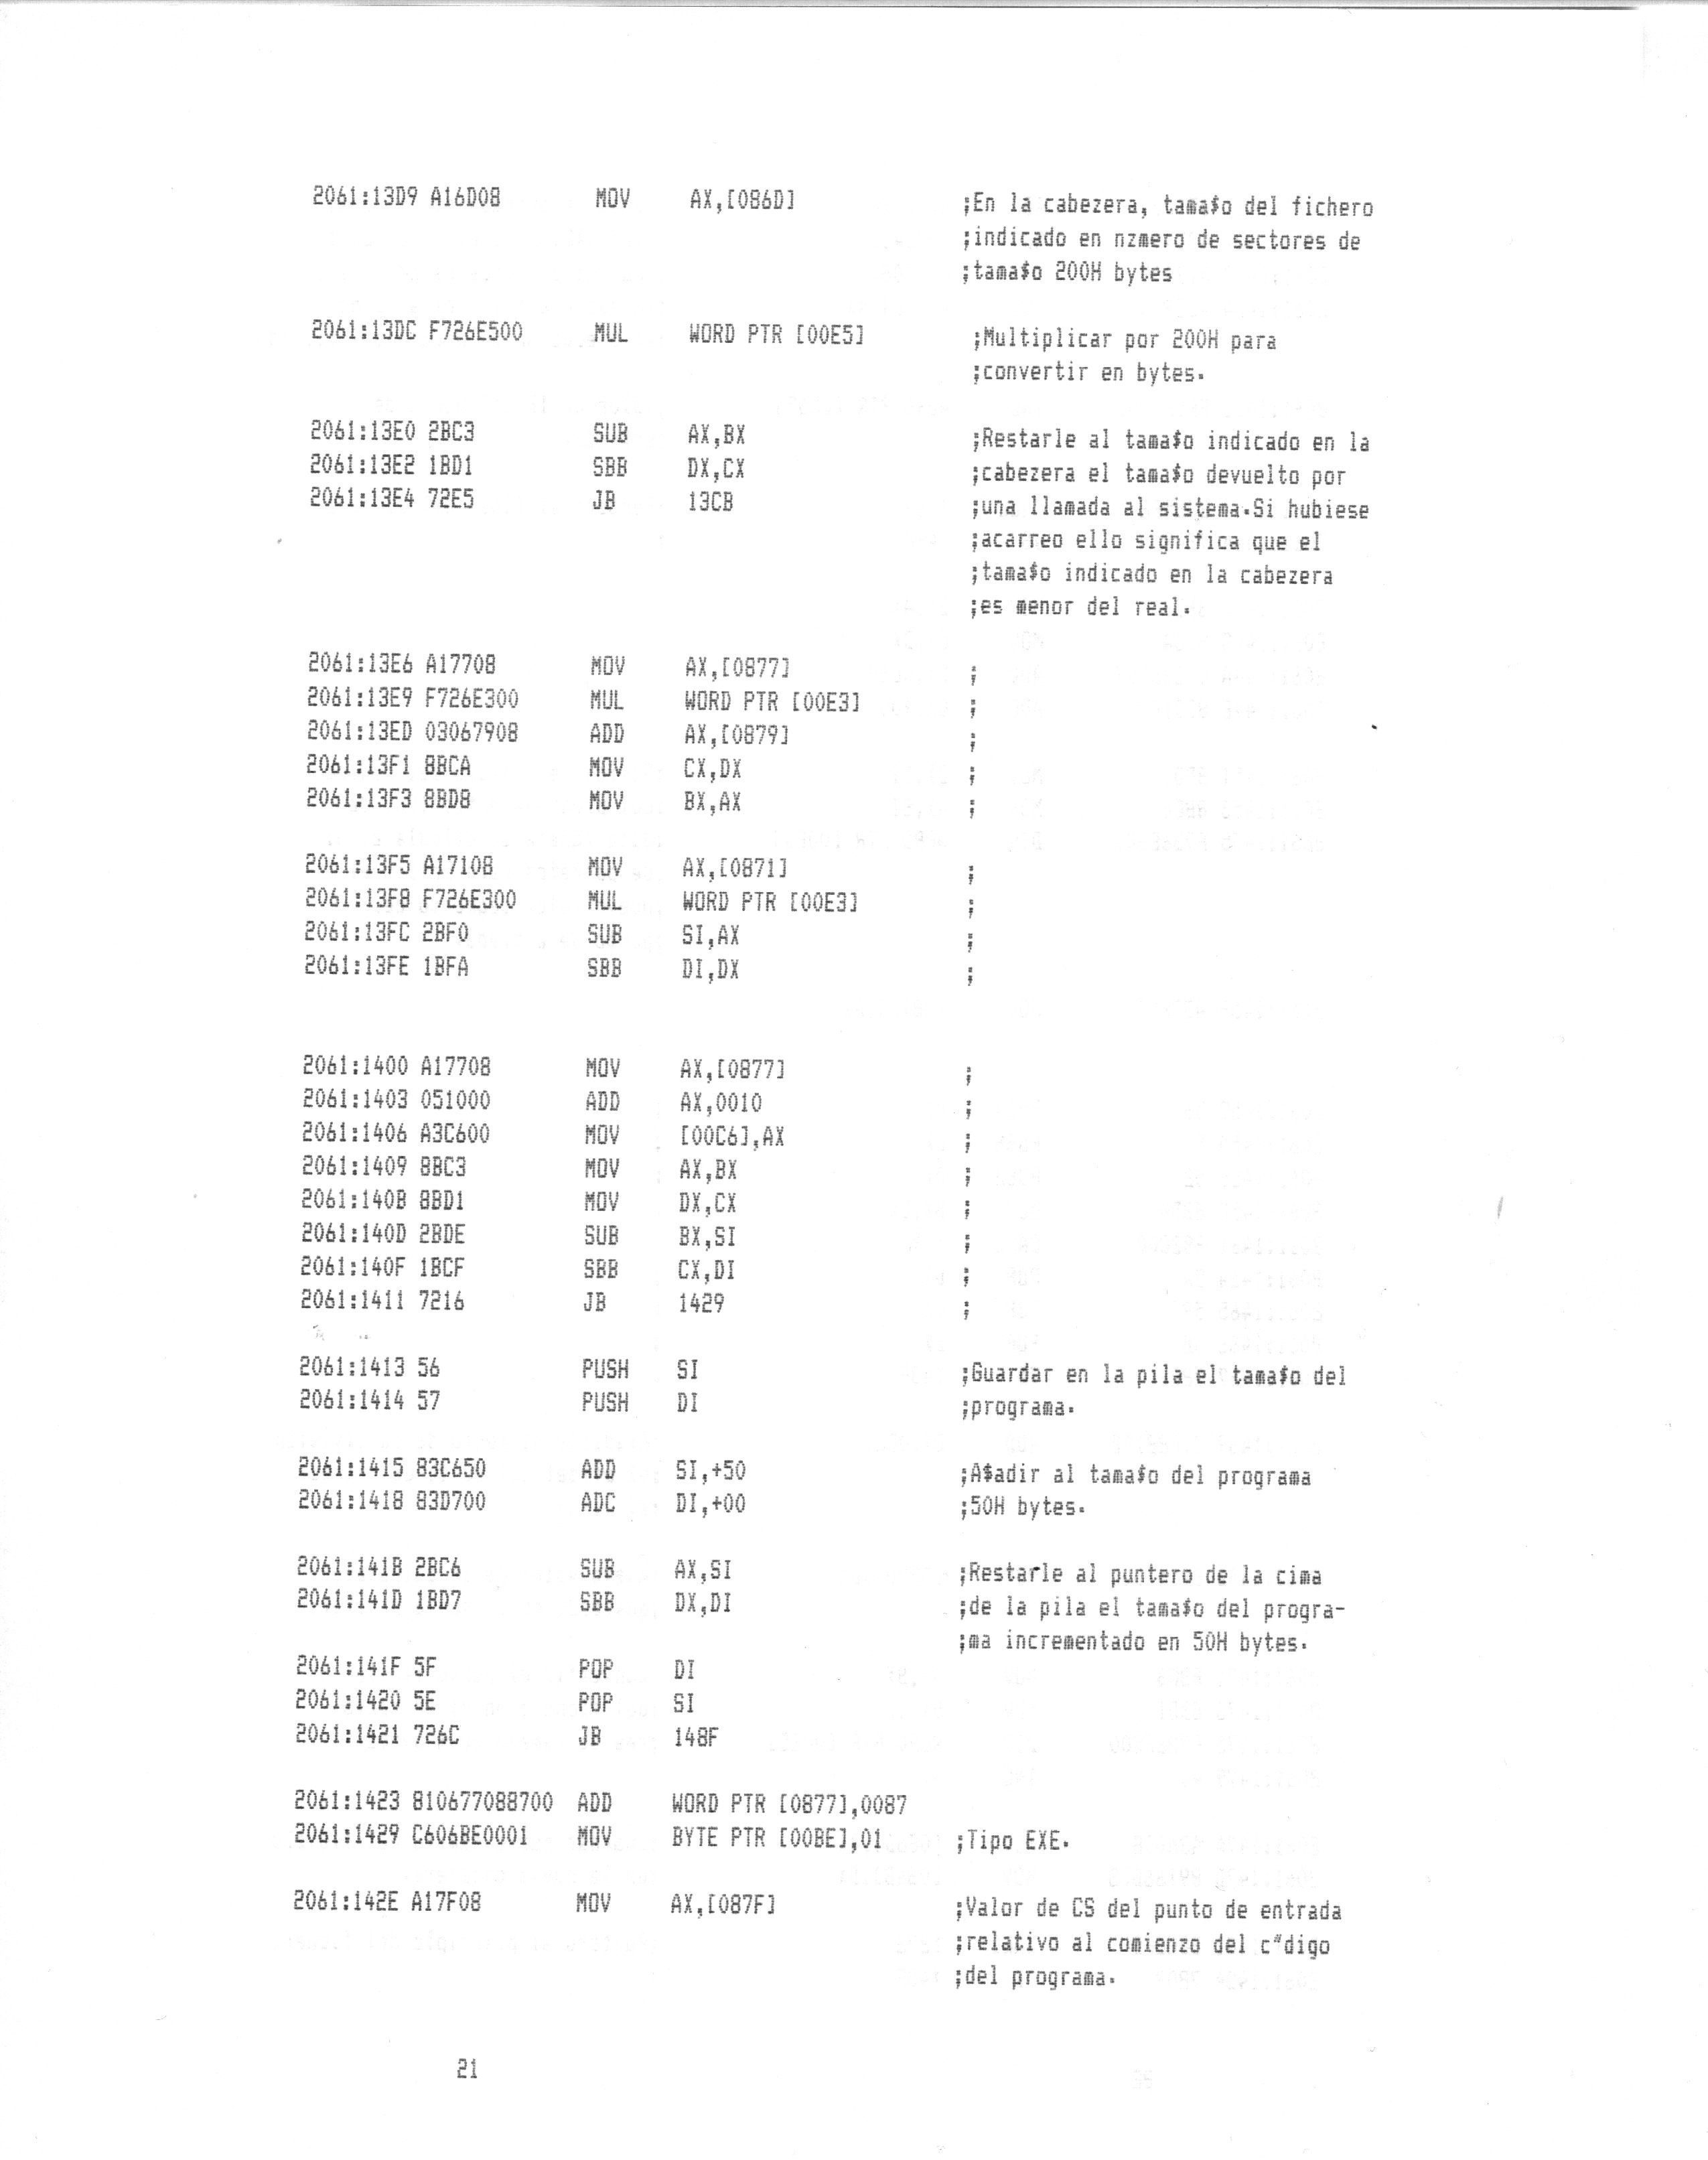 2061:13D9 A16D08 MOV AX,[086D] ;En la cabezera, tama$o del fichero
;indicado en nzmero de sectores de
;tama$o 200H bytes
2061:13DC F726E500 MUL WORD PTR [00E5] ;Multiplicar por 200H para
;convertir en bytes.
2061:13E0 2BC3 SUB AX,BX ;Restarle al tama$o indicado en la
2061:13E2 1BD1 SBB DX,CX ;cabezera el tama$o devuelto por
2061:13E4 72E5 JB 13CB ;una llamada al sistema.Si hubiese
;acarreo ello significa que el
;tama$o indicado en la cabezera
;es menor del real.
2061:13E6 A17708 MOV AX,[0877] ;
2061:13E9 F726E300 MUL WORD PTR [00E3] ;
2061:13ED 03067908 ADD AX,[0879] ;
2061:13F1 8BCA MOV CX,DX ;
2061:13F3 8BD8 MOV BX,AX ;
2061:13F5 A17108 MOV AX,[0871] ;
2061:13F8 F726E300 MUL WORD PTR [00E3] ;
2061:13FC 2BF0 SUB SI,AX ;
2061:13FE 1BFA SBB DI,DX ;
2061:1400 A17708 MOV AX,[0877] ;
2061:1403 051000 ADD AX,0010 ;
2061:1406 A3C600 MOV [00C6],AX ;
2061:1409 8BC3 MOV AX,BX ;
2061:140B 8BD1 MOV DX,CX ;
2061:140D 2BDE SUB BX,SI ;
2061:140F 1BCF SBB CX,DI ;
2061:1411 7216 JB 1429 ;
2061:1413 56 PUSH SI ;Guardar en la pila el tama$o del
2061:1414 57 PUSH DI ;programa.
2061:1415 83C650 ADD SI,+50 ;A$adir al tama$o del programa
2061:1418 83D700 ADC DI,+00 ;50H bytes.
2061:141B 2BC6 SUB AX,SI ;Restarle al puntero de la cima
2061:141D 1BD7 SBB DX,DI ;de la pila el tama$o del progra-
;ma incrementado en 50H bytes.
2061:141F 5F POP DI
2061:1420 5E POP SI
2061:1421 726C JB 148F
2061:1423 810677088700 ADD WORD PTR [0877],0087
2061:1429 C606BE0001 MOV BYTE PTR [00BE],01 ;Tipo EXE.
2061:142E A17F08 MOV AX,[087F] ;Valor de CS del punto de entrada
;relativo al comienzo del c"digo
;del programa.
21